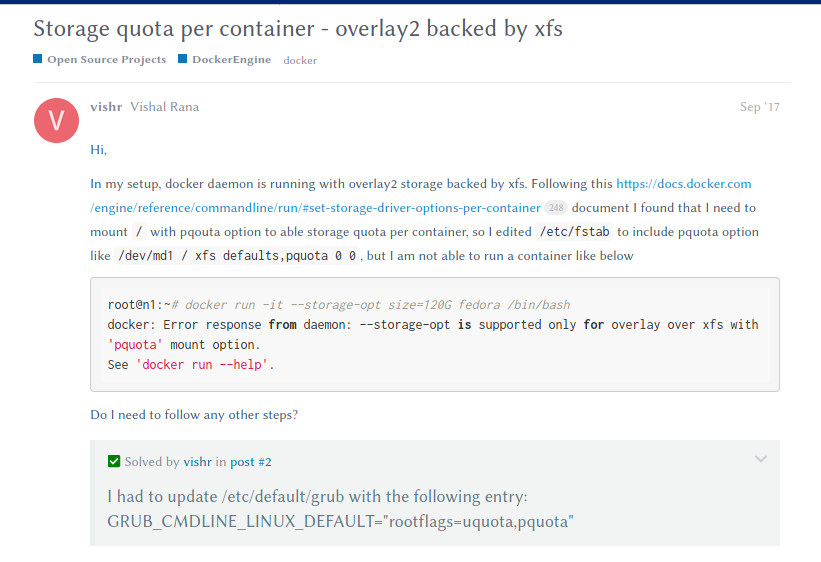 Storage quota per container - overlay2 backed by xfs
Open Source Projects DockerEngine docker
V
vishr Vishal Rana Sep '17
Hi,
In my setup, docker daemon is running with overlay2 storage backed by xfs. Following this https://docs.docker.com
/engine/reference/commandline/run/#set-storage-driver-options-per-container 248 document I found that I need to
mount / with pqouta option to able storage quota per container, so I edited /etc/fstab to include pquota option
like /dev/md1 / xfs defaults,pquota 0 0 , but I am not able to run a container like below
root@n1:~# docker run -it --storage-opt size=120G fedora /bin/bash
docker: Error response from daemon: --storage-opt is supported only for overlay over xfs with
'pquota' mount option.
See 'docker run --help'.
Do I need to follow any other steps?
Solved by vishr in post #2
I had to update /etc/default/grub with the following entry:
GRUB_CMDLINE_LINUX_DEFAULT="rootflags=uquota,pquota"